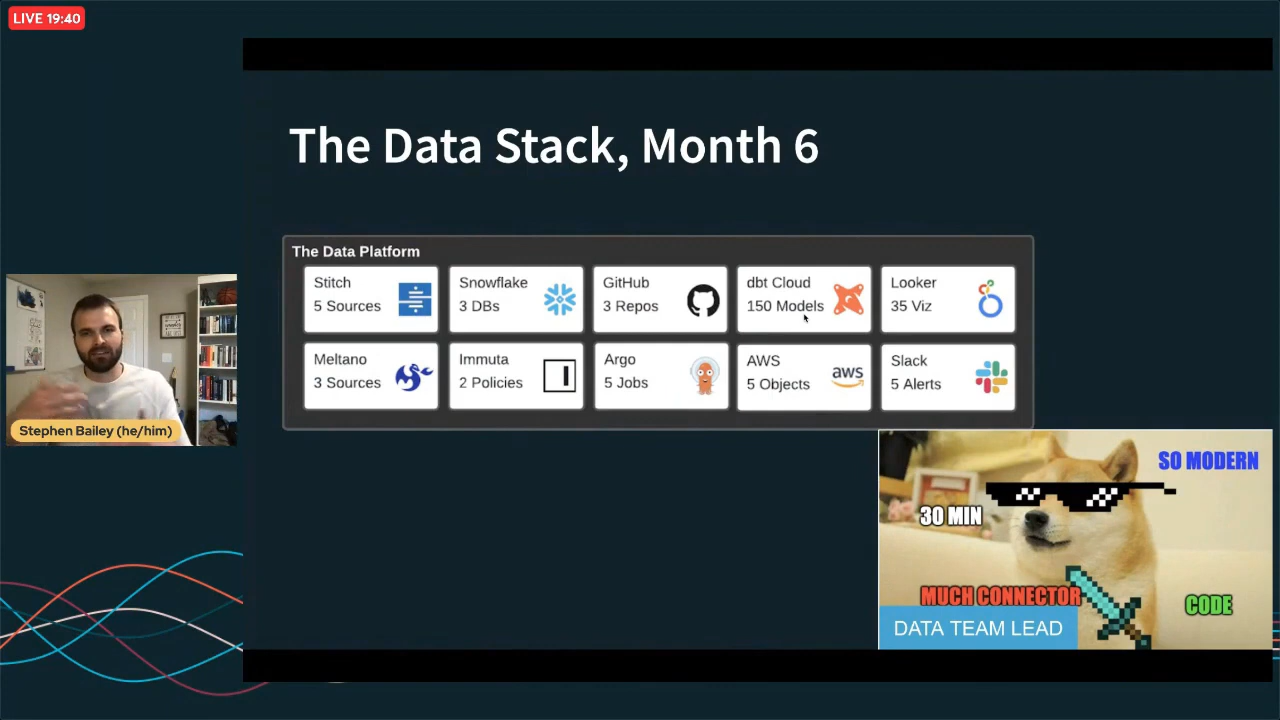 LIVE 19:40
The Data Stack, Month 6
The Data Platform
Stitch
5 Sources
Snowflake
3 DBs
GitHub
3 Repos
dbt Cloud
150 Models
Looker
35 Viz
Meltano
3 Sources
Immuta
2 Policies
Argo
5 Jobs
AWS
5 Objects
aws
Slack
5 Alerts
Stephen Bailey (he/him)
SO MODERN
30 MIN
MUCH CONNECTOR
CODE
DATA TEAM LEAD